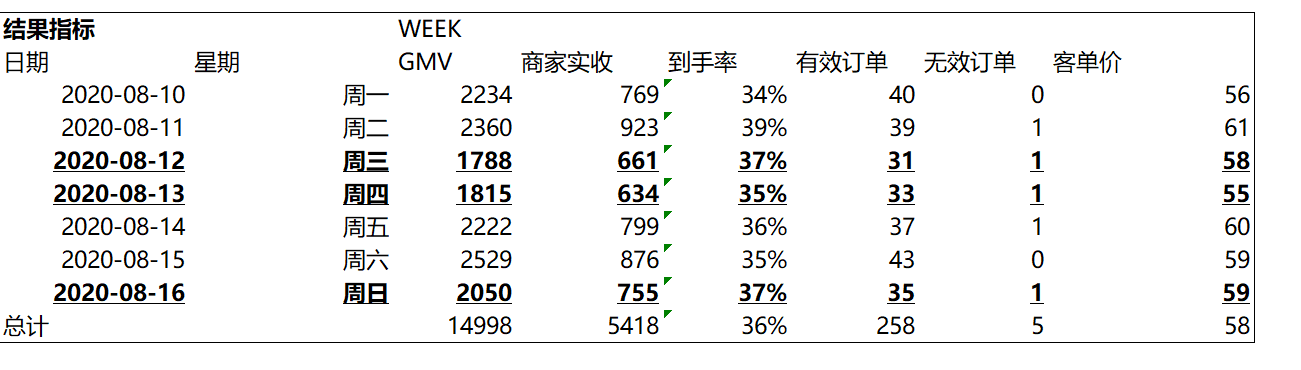 结果指标 WEEK
日期 星期 GMV 商家实收 到手率 有效订单 无效订单 客单价
2020-08-10 周一 2234 769 34% 40 0 56
2020-08-11 周二 2360 923 39% 39 1 61
2020-08-12 周三 1788 661 37% 31 1 58
2020-08-13 周四 1815 634 35% 33 1 55
2020-08-14 周五 2222 799 36% 37 1 60
2020-08-15 周六 2529 876 35% 43 0 59
2020-08-16 周日 2050 755 37% 35 1 59
总计 14998 5418 36% 258 5 58